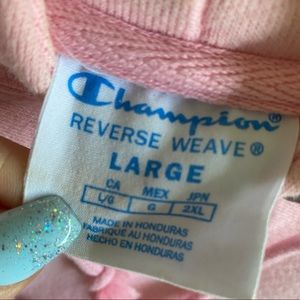 Champion®
REVERSE WEAVE®
LARGE
CA MEX JPN
L/G G 2XL
MADE IN HONDURAS
FABRIQUÉ AU HONDURAS
HECHO EN HONDURAS